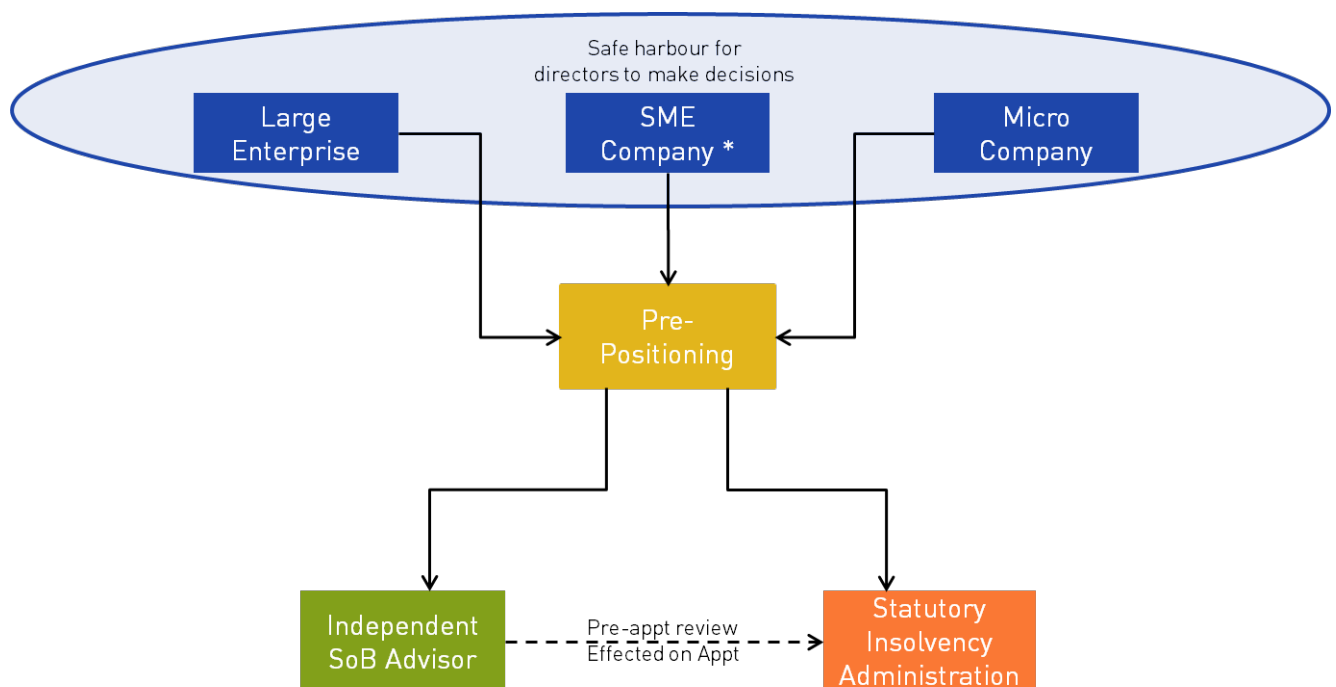 Safe harbour for
directors to make decisions
Large
Enterprise
SME
Company *
Micro
Company
Pre-
Positioning
Independent
SoB Advisor
Pre-appt review
Effected on Appt
Statutory
Insolvency
Administration